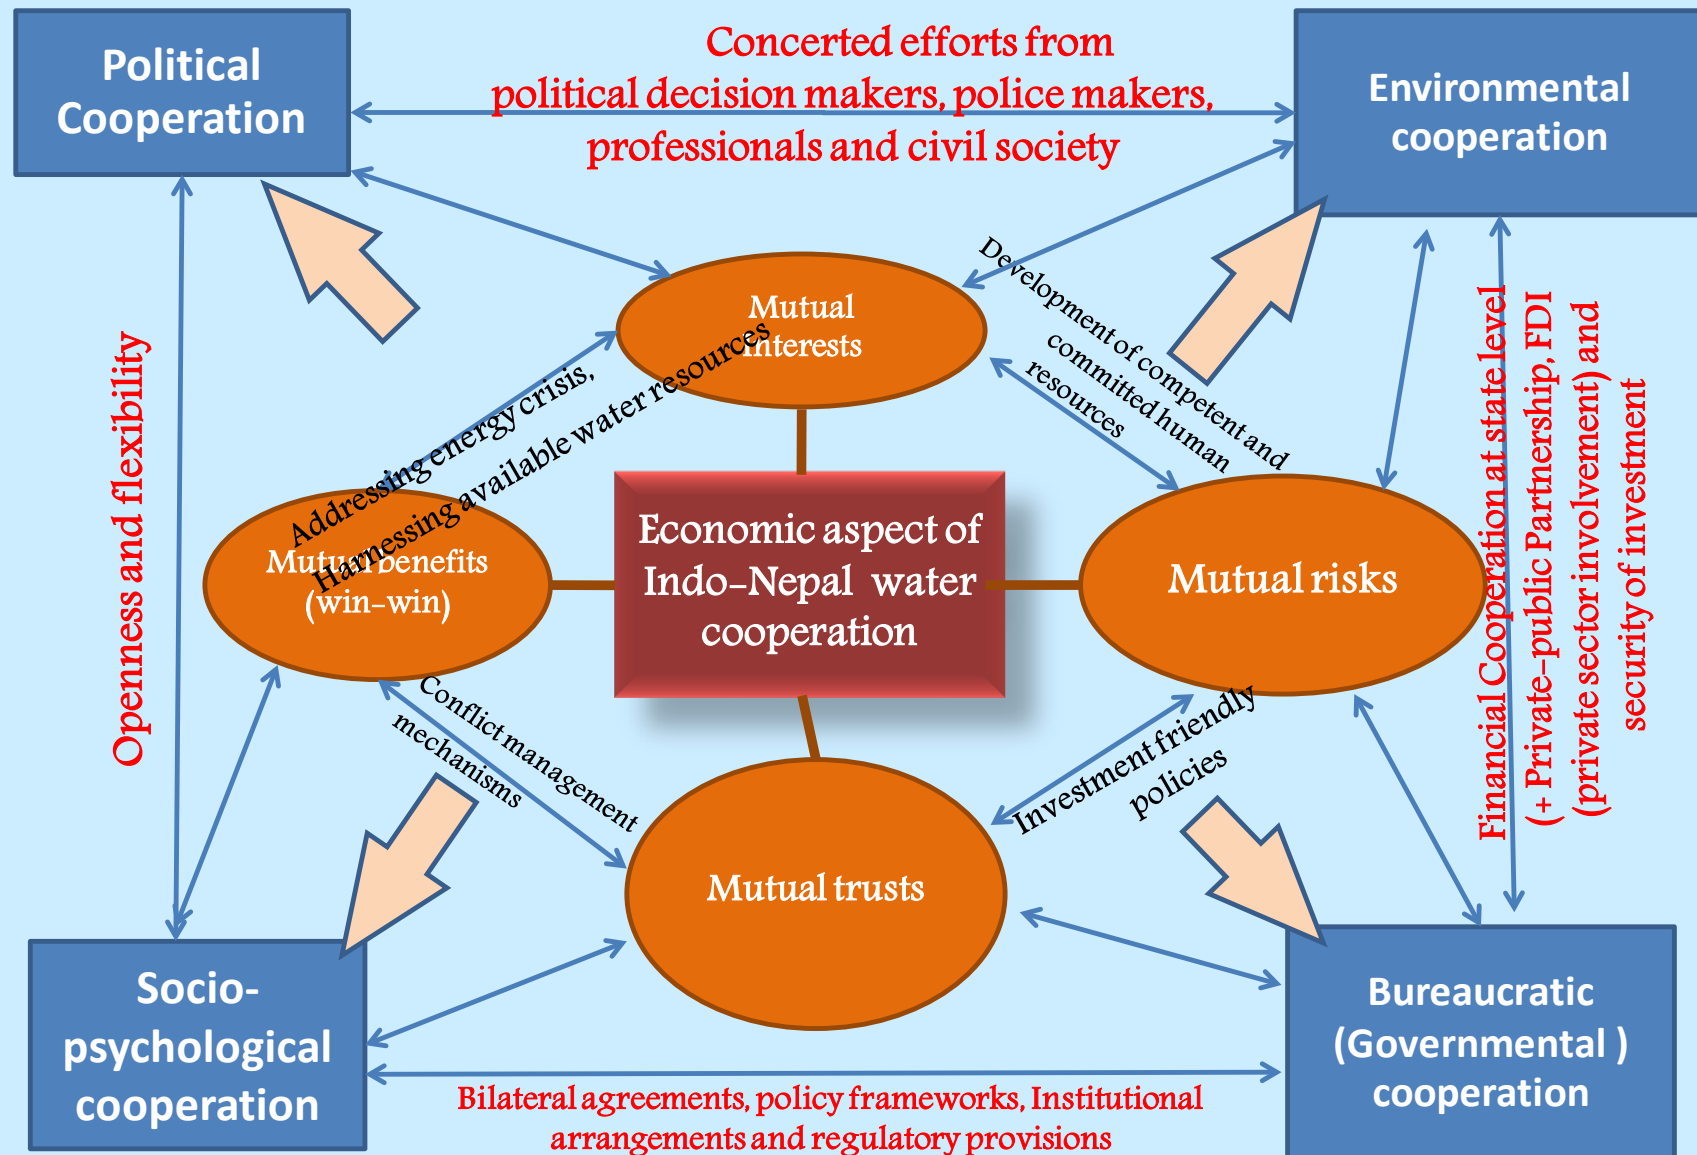 Political
Cooperation
Concerted efforts from
political decision makers, police makers,
professionals and civil society
Environmental
cooperation
Openness and flexibility
Mutual
Interests
Addressing energy crisis,
Harnessing available water resources
Development of competent and
committed human
resources
Financial Cooperation at state level
(+ Private-public Partnership, FDI
(private sector involvement) and
security of investment
Mutual benefits
(win-win)
Economic aspect of
Indo-Nepal water
cooperation
Mutual risks
Conflict management
mechanisms
Investment friendly
policies
Mutual trusts
Socio-
psychological
cooperation
Bureaucratic
(Governmental )
cooperation
Bilateral agreements, policy frameworks, Institutional
arrangements and regulatory provisions